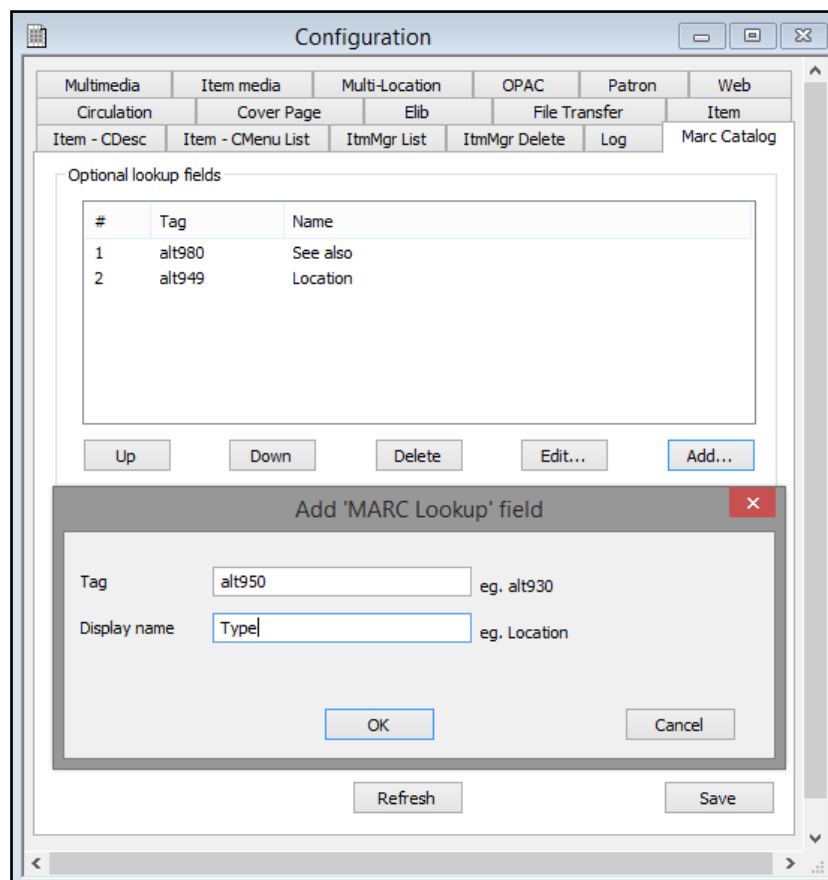 Configuration
Multimedia Item media Multi-Location OPAC Patron Web
Circulation Cover Page Elib File Transfer Item
Item - CDesc Item - CMenu List ItmMgr List ItmMgr Delete Log Marc Catalog
Optional lookup fields
# Tag Name
1 alt980 See also
2 alt949 Location
Up Down Delete Edit... Add...
Add 'MARC Lookup' field
Tag alt950 eg. alt930
Display name Type eg. Location
OK Cancel
Refresh Save